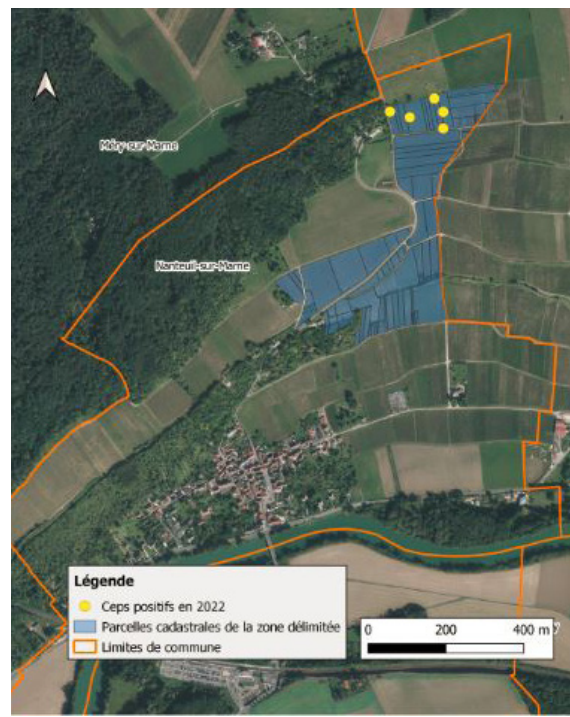 Méry-sur-Marne
Nanteuil-sur-Marne
Légende
Ceps positifs en 2022
Parcelles cadastrales de la zone délimitée
Limites de commune
0 200 400 m